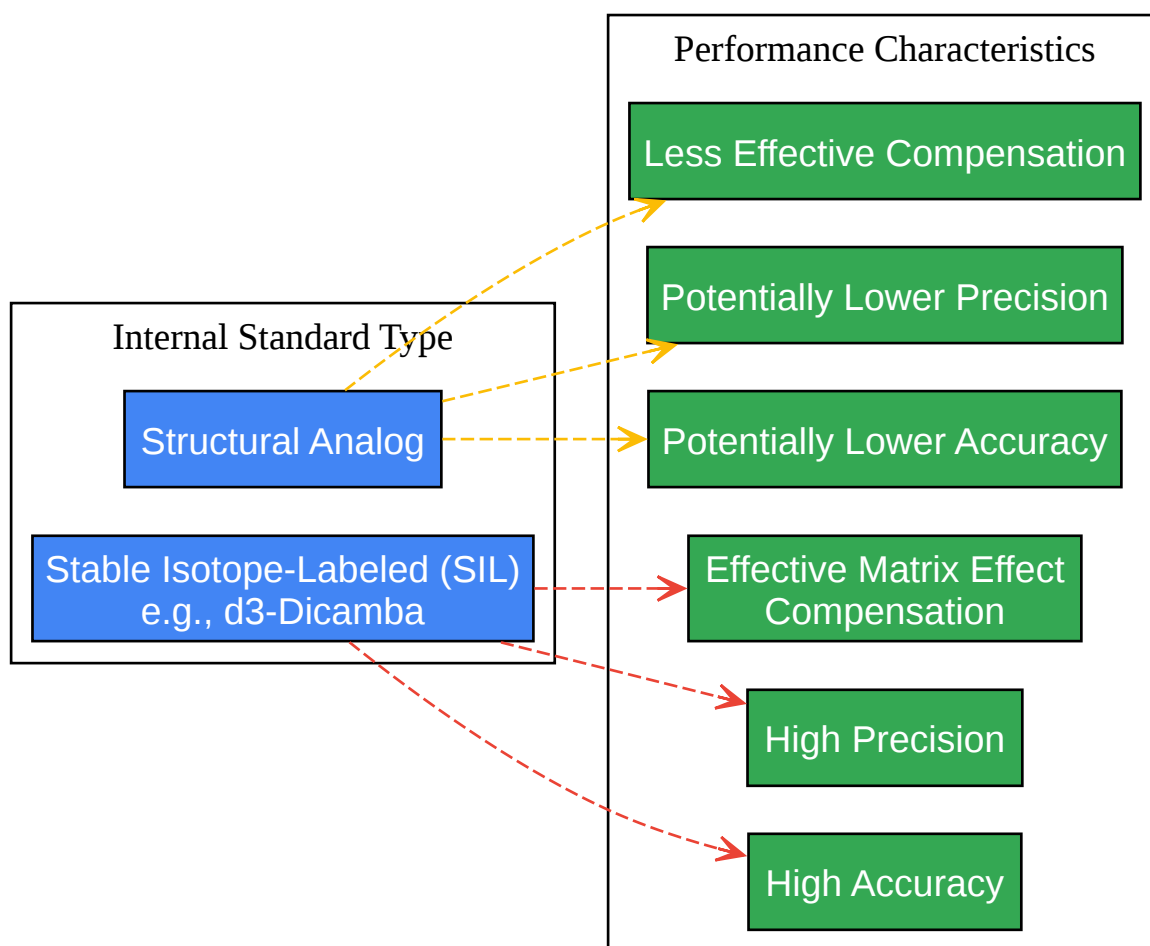 Internal Standard Type
Structural Analog
Stable Isotope-Labeled (SIL)
e.g., d3-Dicamba
Performance Characteristics
Less Effective Compensation
Potentially Lower Precision
Potentially Lower Accuracy
Effective Matrix Effect
Compensation
High Precision
High Accuracy